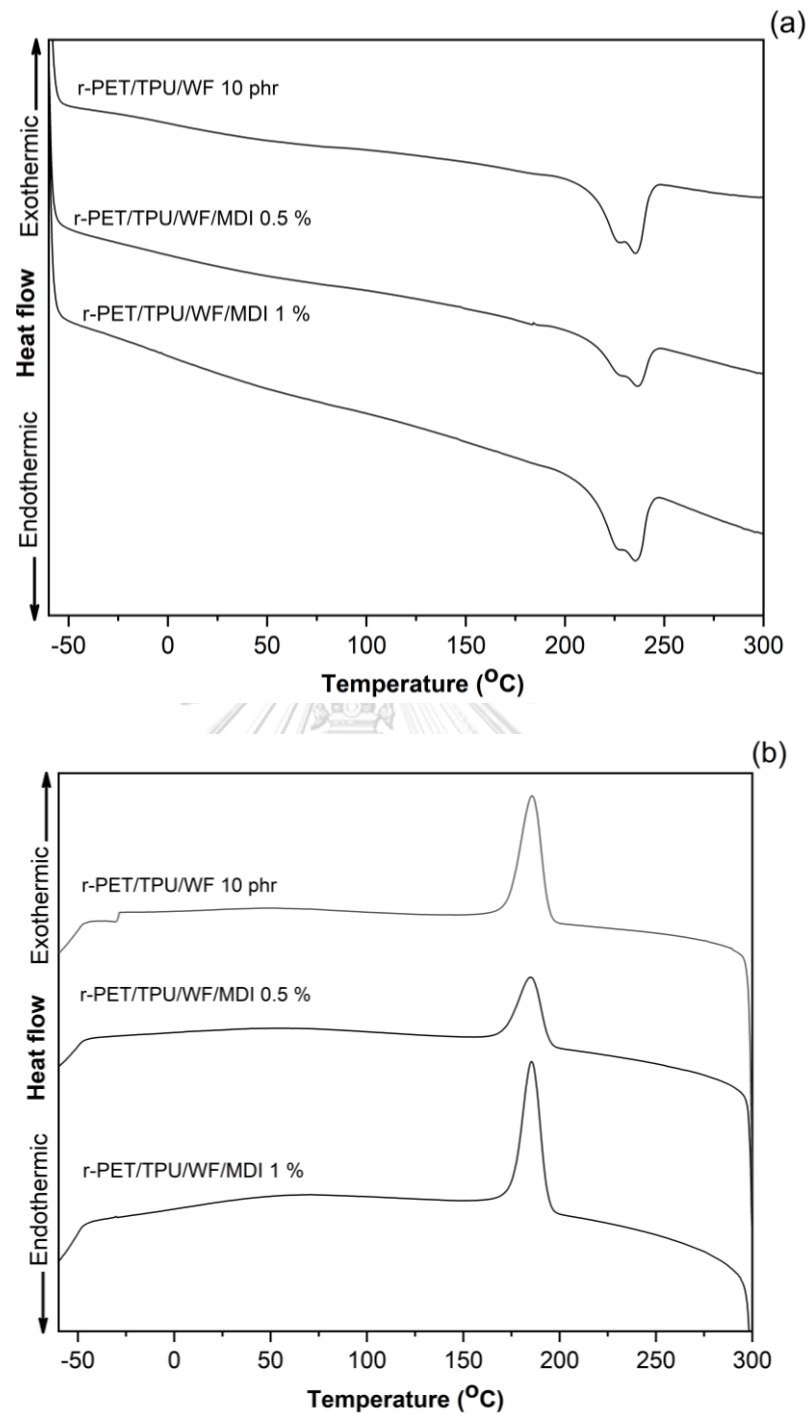 (a)
r-PET/TPU/WF 10 phr
r-PET/TPU/WF/MDI 0.5 %
r-PET/TPU/WF/MDI 1 %
Endothermic Heat flow Exothermic
-50 0 50 100 150 200 250 300
Temperature (°C)
(b)
r-PET/TPU/WF 10 phr
r-PET/TPU/WF/MDI 0.5 %
r-PET/TPU/WF/MDI 1 %
Endothermic Heat flow Exothermic
-50 0 50 100 150 200 250 300
Temperature (°C)